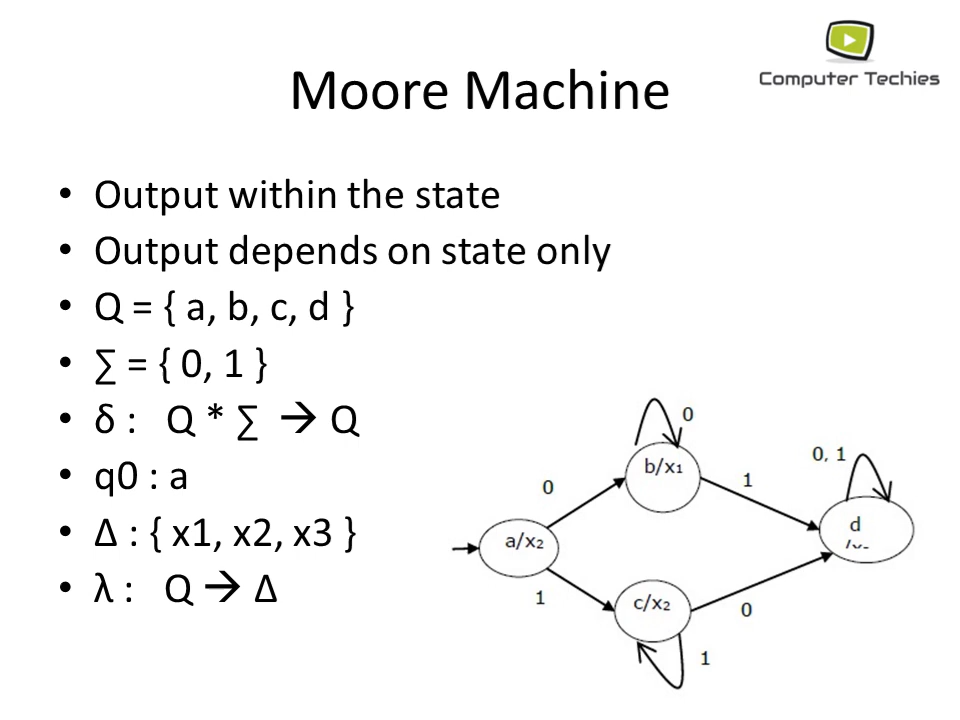 Computer Techies
Moore Machine
• Output within the state
• Output depends on state only
• Q = { a, b, c, d }
• ∑ = { 0, 1 }
• δ : Q * ∑ → Q
• q0 : a
• Δ : { x1, x2, x3 }
• λ : Q → Δ
0
b/x₁
0, 1
0
1
d
a/x₂
1
c/x₂
0
1